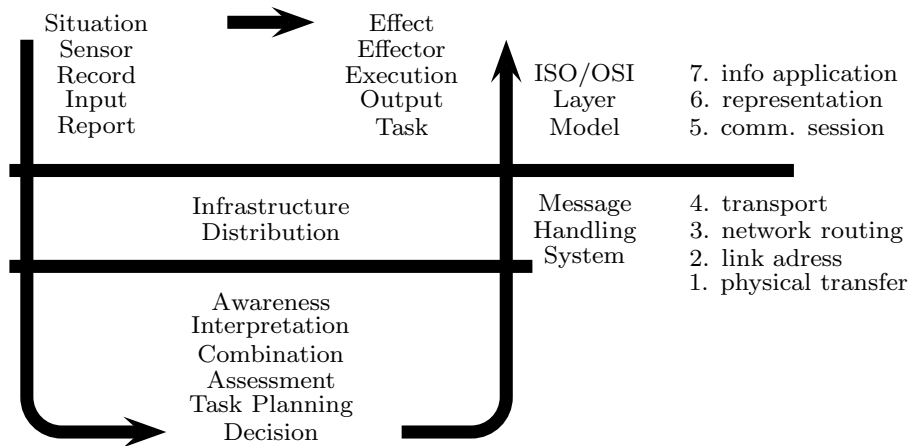 Situation
Sensor
Record
Input
Report
Effect
Effector
Execution
Output
Task
ISO/OSI
Layer
Model
7. info application
6. representation
5. comm. session
Infrastructure
Distribution
Message
Handling
System
4. transport
3. network routing
2. link adress
1. physical transfer
Awareness
Interpretation
Combination
Assessment
Task Planning
Decision